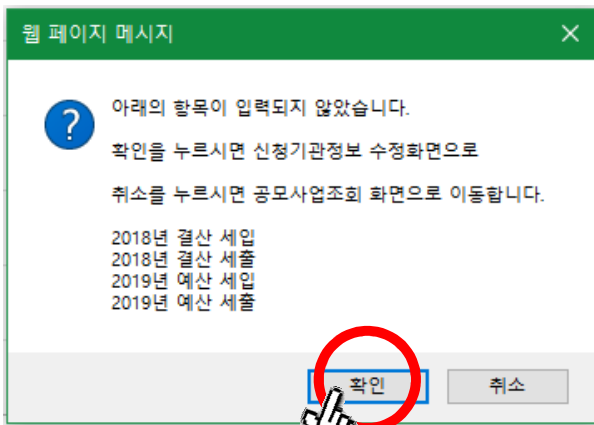 웹 페이지 메시지
아래의 항목이 입력되지 않았습니다.
확인을 누르시면 신청기관정보 수정화면으로
취소를 누르시면 공모사업조회 화면으로 이동합니다.
2018년 결산 세입
2018년 결산 세출
2019년 예산 세입
2019년 예산 세출
확인 취소